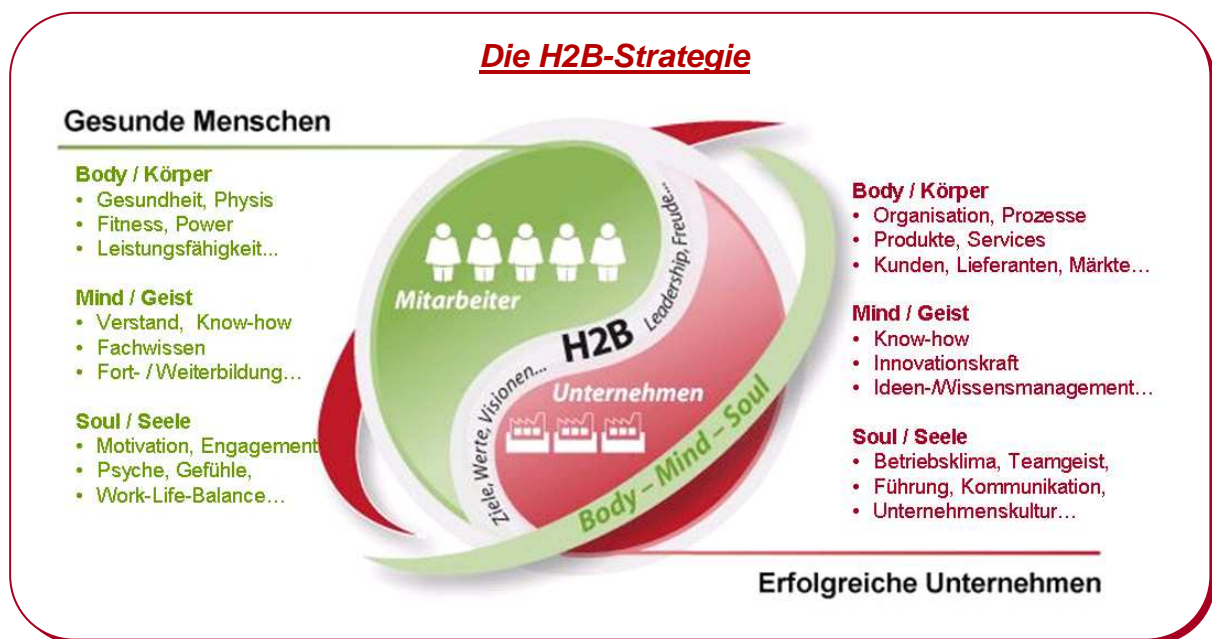 Die H2B-Strategie
Gesunde Menschen
Body / Körper
• Gesundheit, Physis
• Fitness, Power
• Leistungsfähigkeit...
Mind / Geist
• Verstand, Know-how
• Fachwissen
• Fort- / Weiterbildung...
Soul / Seele
• Motivation, Engagement
• Psyche, Gefühle,
• Work-Life-Balance...
Mitarbeiter
Leadership, Freude...
H2B
Ziele, Werte, Visionen...
Unternehmen
Body – Mind – Soul
Body / Körper
• Organisation, Prozesse
• Produkte, Services
• Kunden, Lieferanten, Märkte...
Mind / Geist
• Know-how
• Innovationskraft
• Ideen-/Wissensmanagement...
Soul / Seele
• Betriebsklima, Teamgeist,
• Führung, Kommunikation,
• Unternehmenskultur...
Erfolgreiche Unternehmen